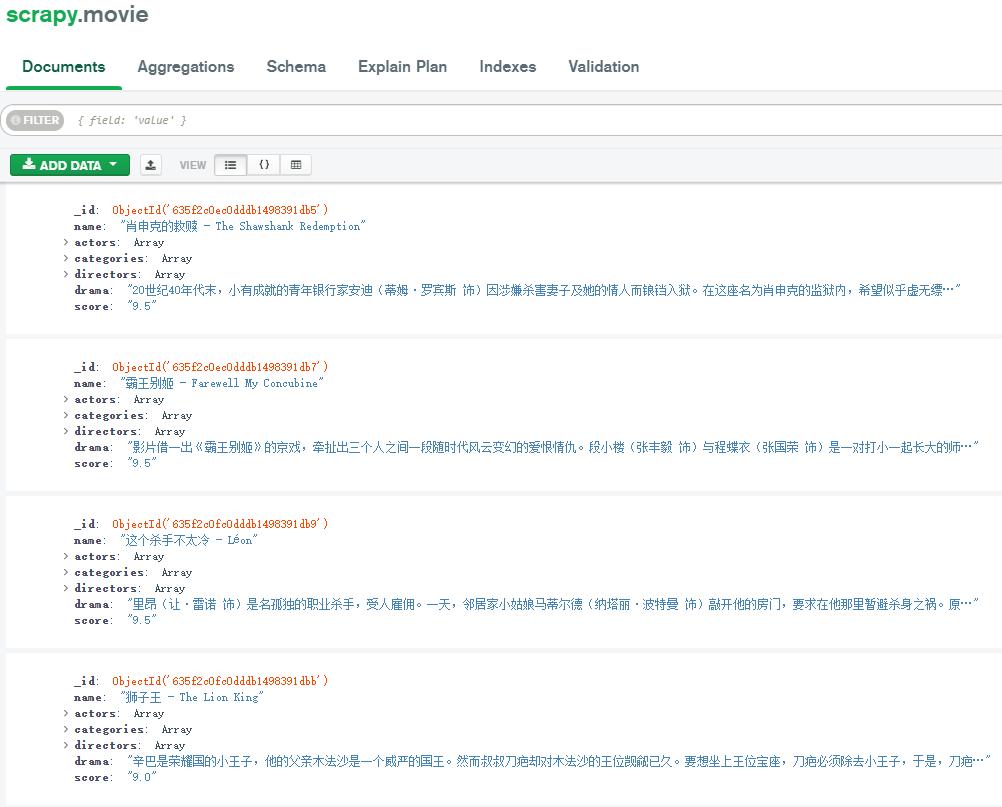 scrapy.movie
Documents Aggregations Schema Explain Plan Indexes Validation
FILTER { field: 'value' }
ADD DATA VIEW {}
_id: ObjectId('635f2c0ec0dddb1498391db5')
name: "肖申克的救赎 - The Shawshank Redemption"
> actors: Array
> categories: Array
> directors: Array
drama: "20世纪40年代末，小有成就的青年银行家安迪（蒂姆·罗宾斯 饰）因涉嫌杀害妻子及她的情人而锒铛入狱。在这座名为肖申克的监狱内，希望似乎虚无缥…"
score: "9.5"
_id: ObjectId('635f2c0ec0dddb1498391db7')
name: "霸王别姬 - Farewell My Concubine"
> actors: Array
> categories: Array
> directors: Array
drama: "影片借一出《霸王别姬》的京戏，牵扯出三个人之间一段随时代风云变幻的爱恨情仇。段小楼（张丰毅 饰）与程蝶衣（张国荣 饰）是一对打小一起长大的师…"
score: "9.5"
_id: ObjectId('635f2c0fc0dddb1498391db9')
name: "这个杀手不太冷 - Léon"
> actors: Array
> categories: Array
> directors: Array
drama: "里昂（让·雷诺 饰）是名孤独的职业杀手，受人雇佣。一天，邻居家小姑娘马蒂尔德（纳塔丽·波特曼 饰）敲开他的房门，要求在他那里暂避杀身之祸。原…"
score: "9.5"
_id: ObjectId('635f2c0fc0dddb1498391dbb')
name: "狮子王 - The Lion King"
> actors: Array
> categories: Array
> directors: Array
drama: "辛巴是荣耀国的小王子，他的父亲木法沙是一个威严的国王。然而叔叔刀疤却对木法沙的王位觊觎已久。要想坐上王位宝座，刀疤必须除去小王子，于是，刀疤…"
score: "9.0"